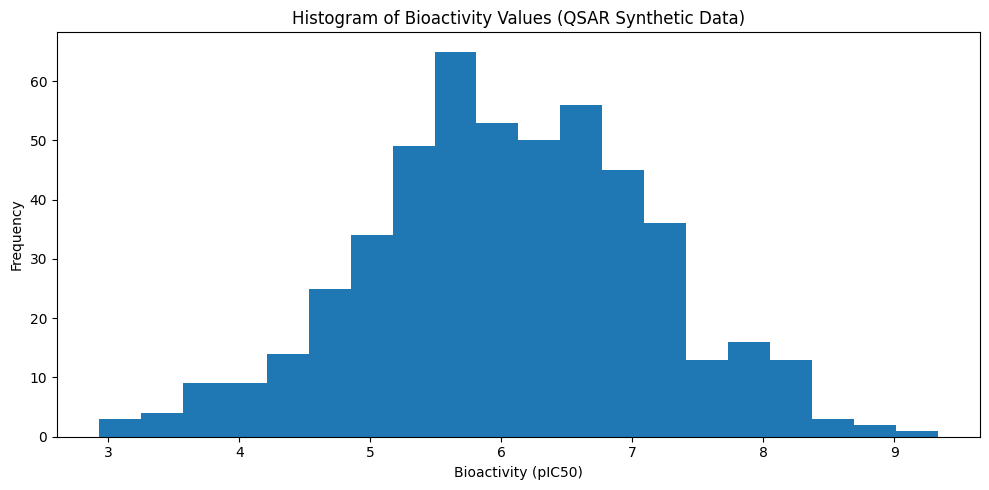 Histogram of Bioactivity Values (QSAR Synthetic Data)
60
50
40
30
20
10
0
Frequency
3 4 5 6 7 8 9
Bioactivity (pIC50)